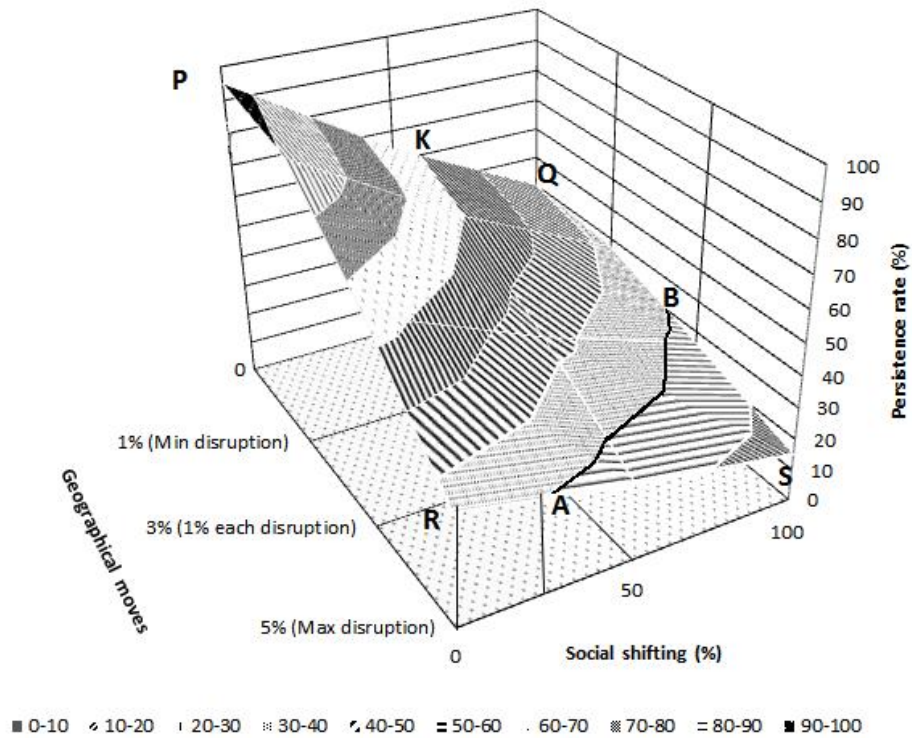 P
K
Q
B
R
A
S
100
90
80
70
60
50
40
30
20
10
0
Persistence rate (%)
0
1% (Min disruption)
3% (1% each disruption)
5% (Max disruption)
Geographical moves
0
50
100
Social shifting (%)
0-10 10-20 20-30 30-40 40-50 50-60 60-70 70-80 80-90 90-100